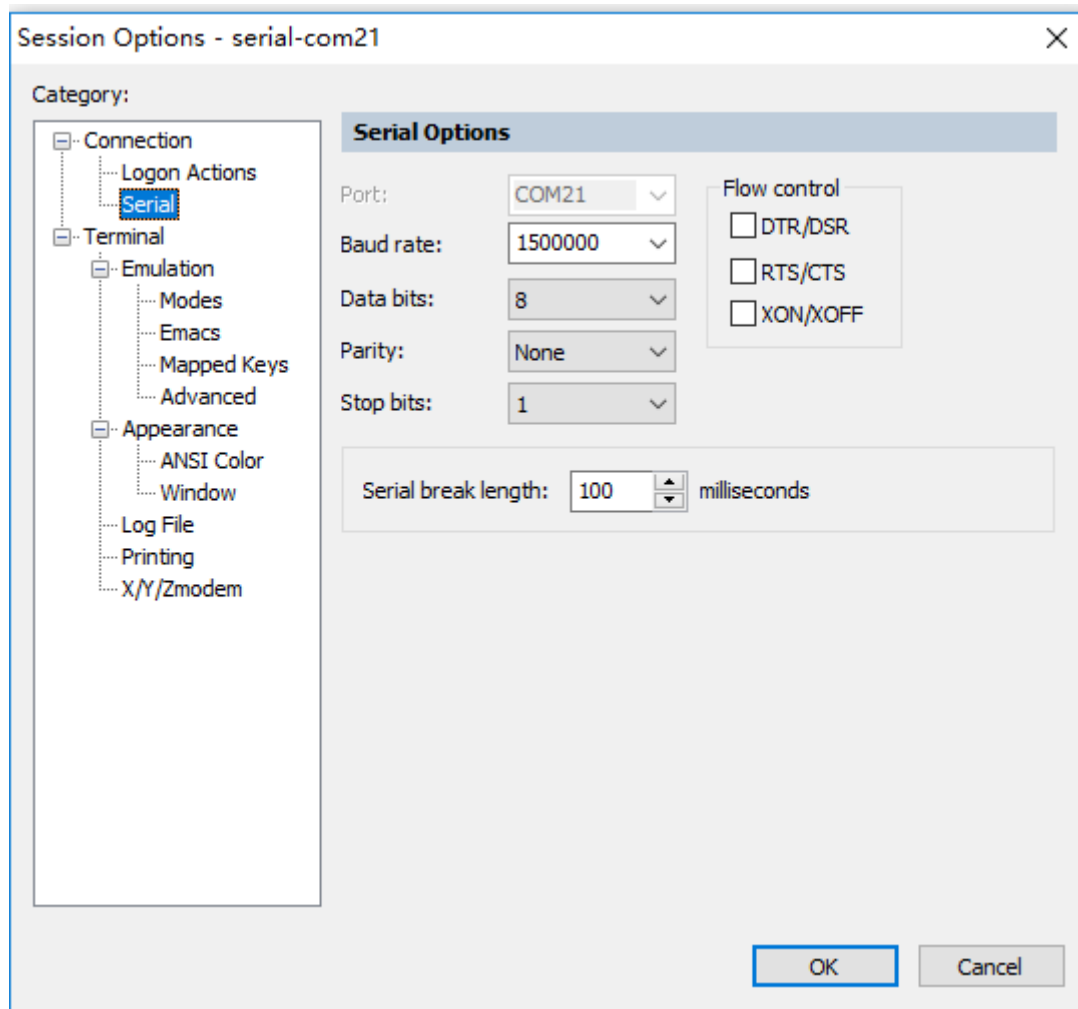 Session Options - serial-com21
Category:
Connection
Logon Actions
Serial
Terminal
Emulation
Modes
Emacs
Mapped Keys
Advanced
Appearance
ANSI Color
Window
Log File
Printing
X/Y/Zmodem
Serial Options
Port: COM21
Baud rate: 1500000
Data bits: 8
Parity: None
Stop bits: 1
Flow control
DTR/DSR
RTS/CTS
XON/XOFF
Serial break length: 100 milliseconds
OK Cancel